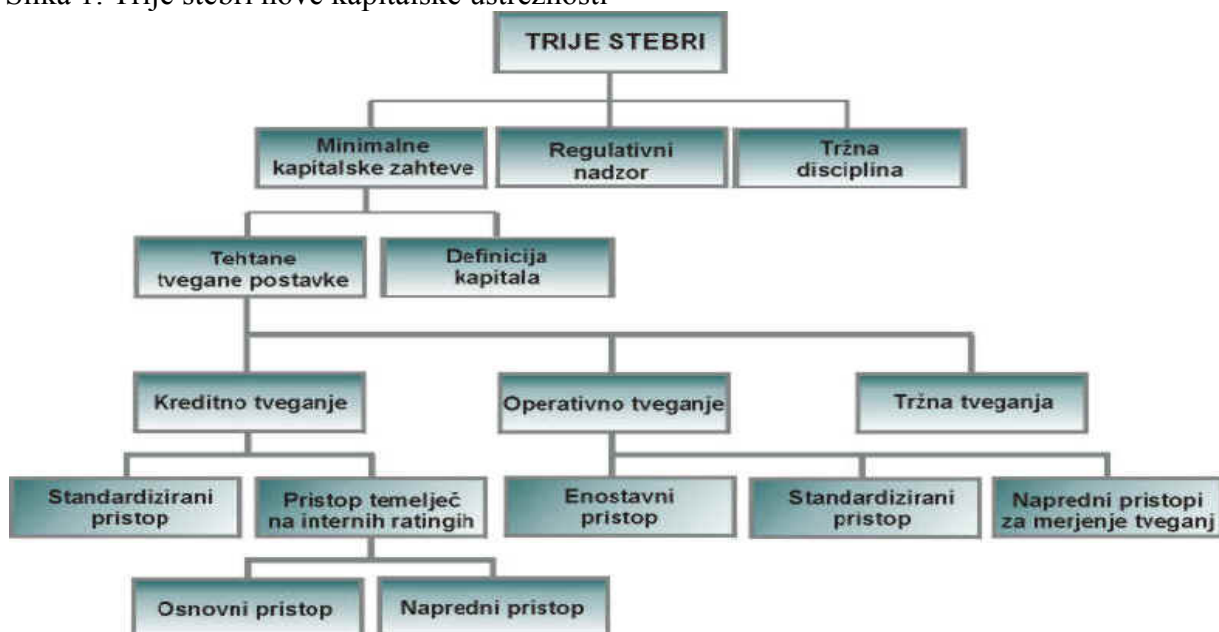 Slika 1: Trije stebri nove kapitalske ustreznosti
TRIJE STEBRI
Minimalne
kapitalske zahteve
Regulativni
nadzor
Tržna
disciplina
Tehtane
tvegane postavke
Definicija
kapitala
Kreditno tveganje
Operativno tveganje
Tržna tveganja
Standardizirani
pristop
Pristop temelječ
na internih ratingih
Enostavni
pristop
Standardizirani
pristop
Napredni pristopi
za merjenje tveganj
Osnovni pristop
Napredni pristop